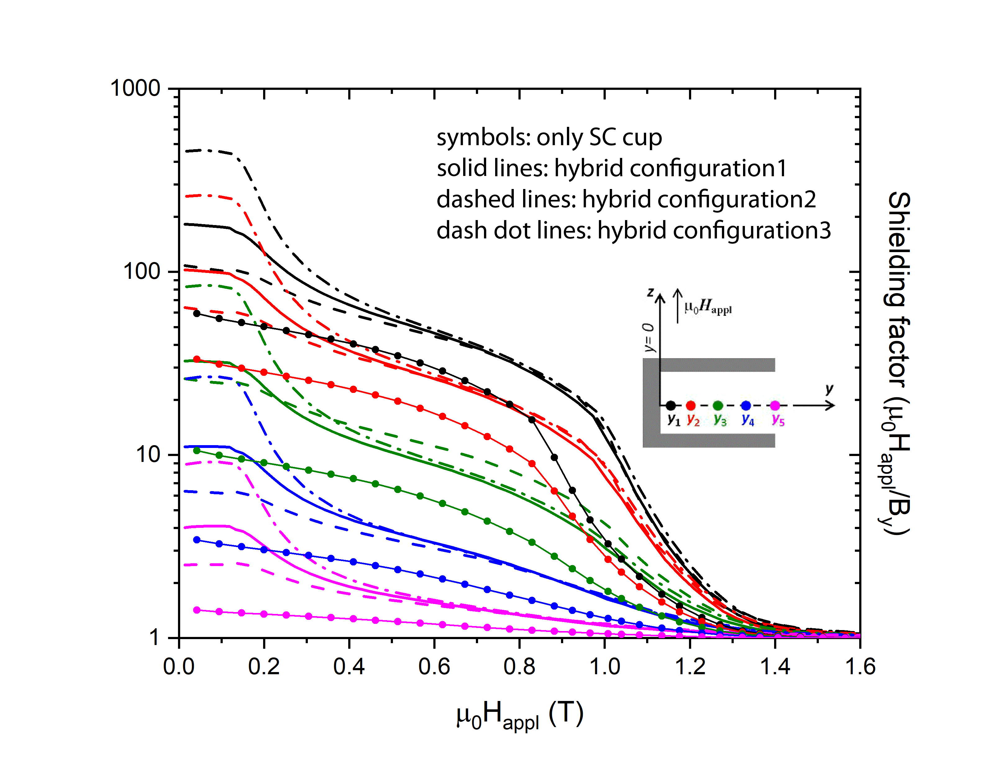 1000
100
10
1
symbols: only SC cup
solid lines: hybrid configuration1
dashed lines: hybrid configuration2
dash dot lines: hybrid configuration3
z
μ0Happl
y= 0
y
y1 y2 y3 y4 y5
Shielding factor (μ0Happl/By)
0.0 0.2 0.4 0.6 0.8 1.0 1.2 1.4 1.6
μ0Happl (T)